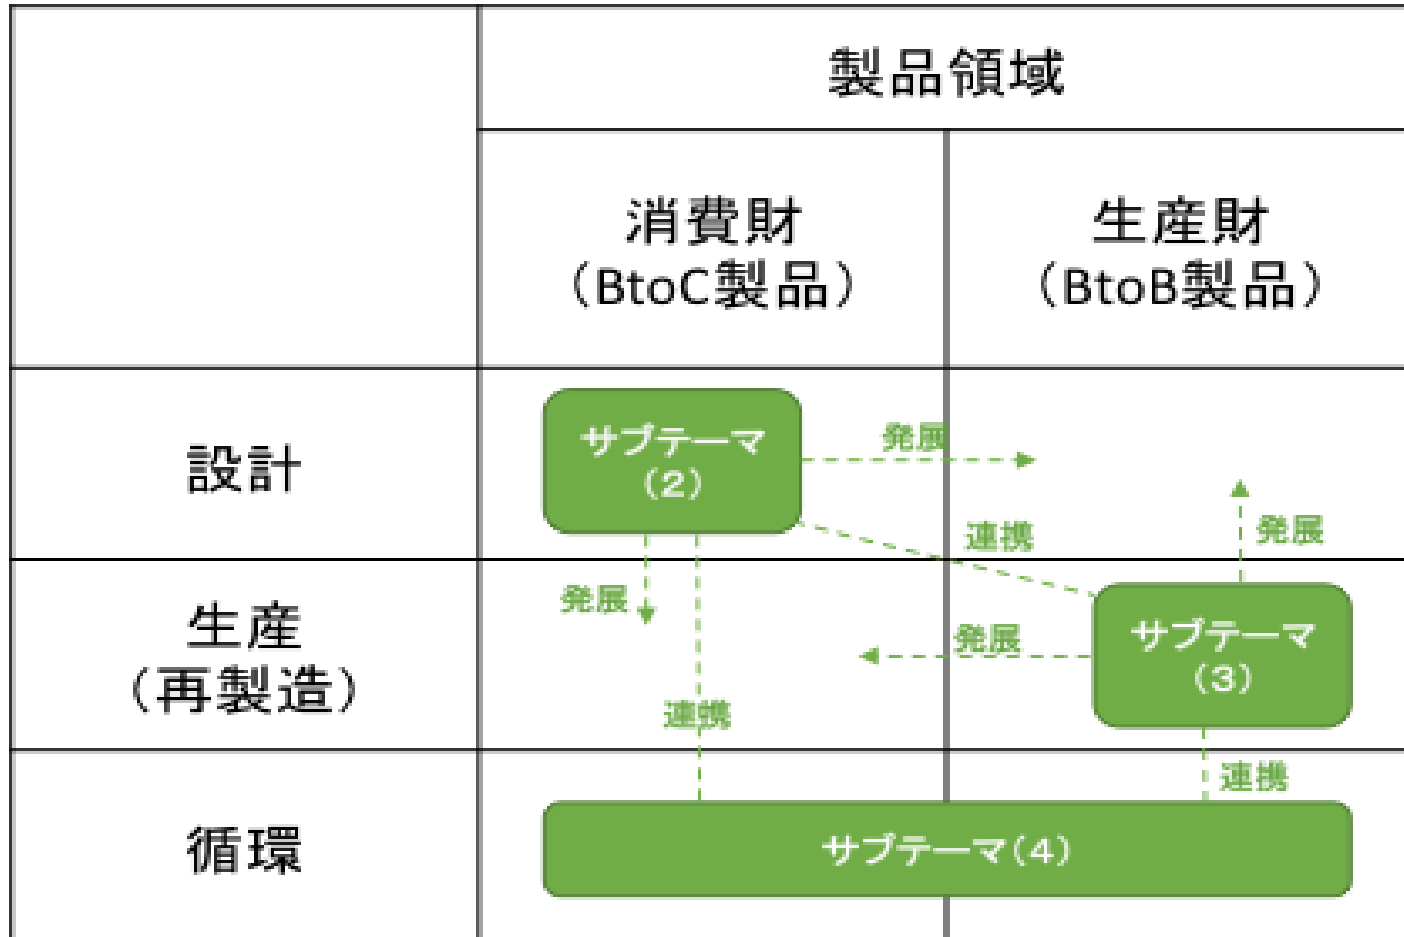 製品領域
消費財
（BtoC製品）
生産財
（BtoB製品）
設計
サブテーマ
（2）
発展
連携
発展
生産
（再製造）
発展
発展
サブテーマ
（3）
連携
連携
循環
サブテーマ（4）